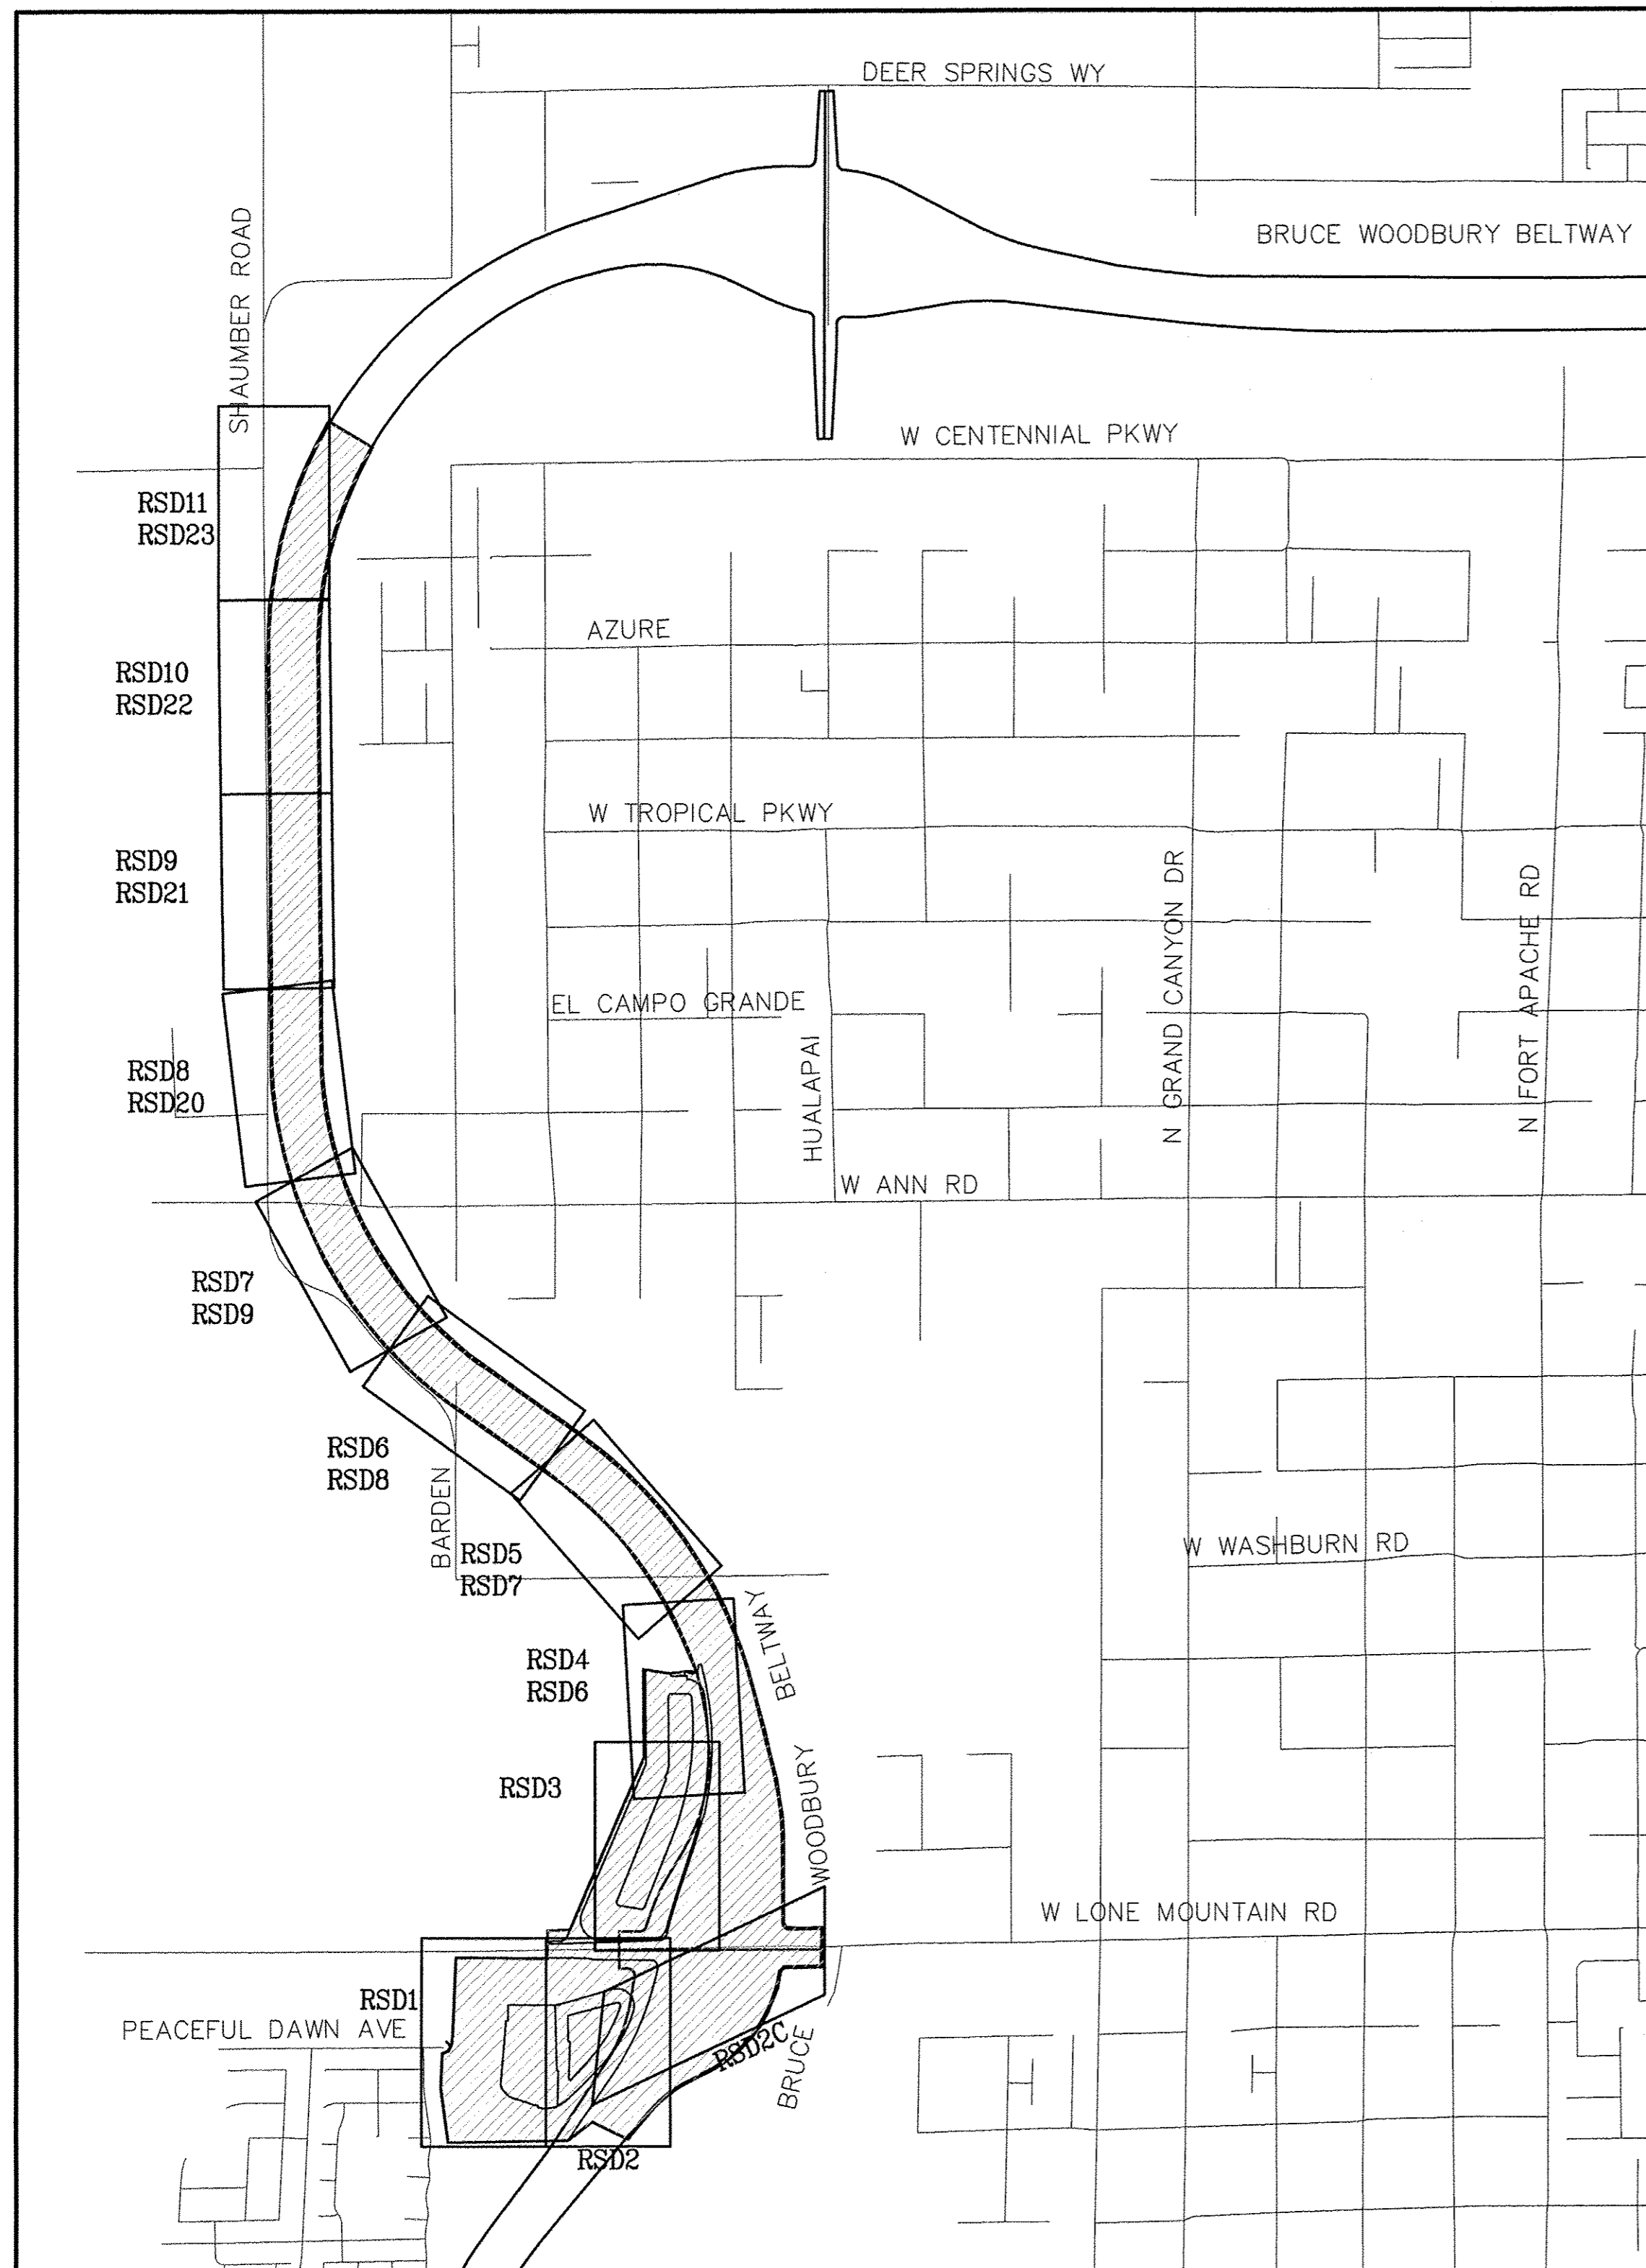 DEER SPRINGS WY
BRUCE WOODBURY BELTWAY
SHAUMBER ROAD
W CENTENNIAL PKWY
RSD11
RSD23
AZURE
RSD10
RSD22
W TROPICAL PKWY
RSD9
RSD21
N GRAND CANYON DR
N FORT APACHE RD
EL CAMPO GRANDE
HUALAPAI
RSD8
RSD20
W ANN RD
RSD7
RSD9
RSD6
RSD8
BARDEN
W WASHBURN RD
RSD5
RSD7
RSD4
RSD6
RSD3
BRUCE WOODBURY BELTWAY
W LONE MOUNTAIN RD
RSD1
PEACEFUL DAWN AVE
RSD2C
RSD2